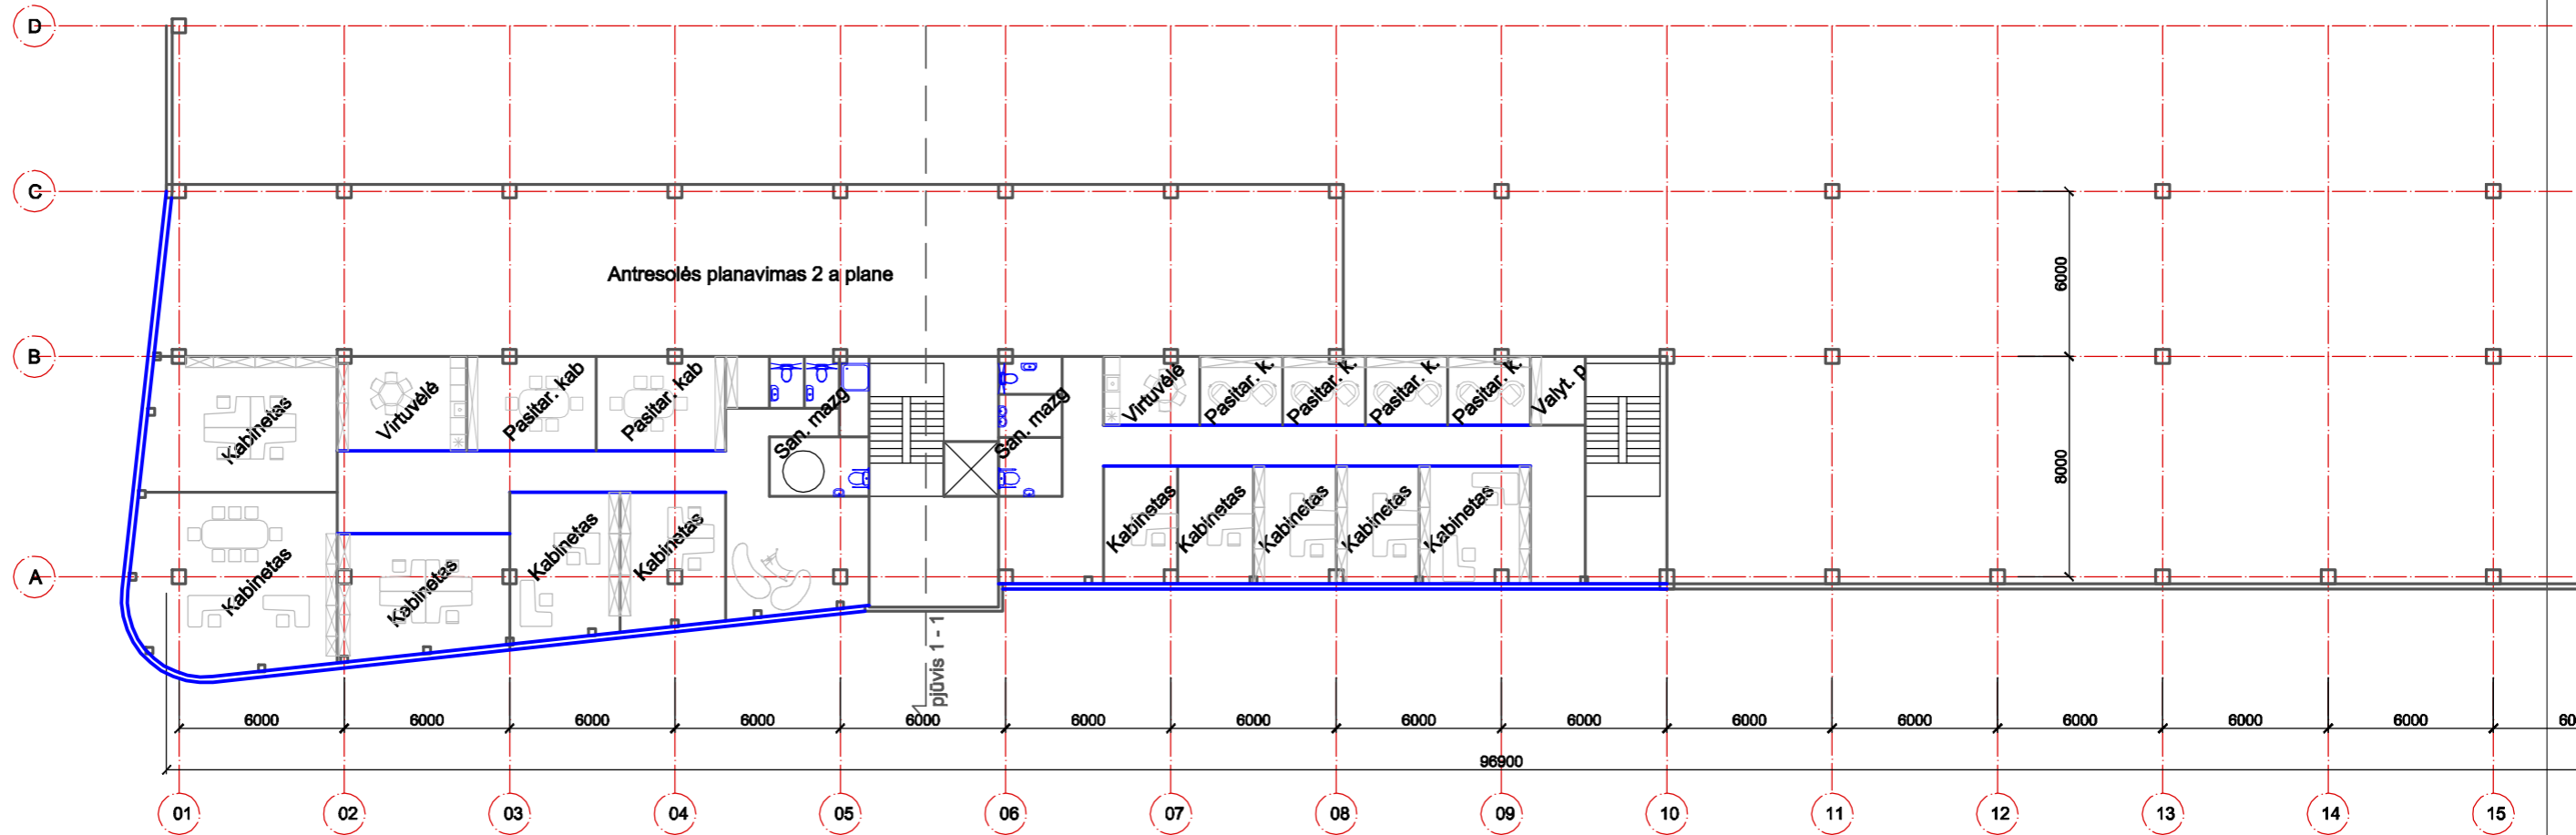 D
C
6000
Antresolės planavimas 2 a plane
B
Kabinetas
Virtuvėlė
Pasitar. kab
Pasitar. kab
San. mazg
San. mazg
Virtuvėlė
Pasitar. k.
Pasitar. k.
Pasitar. k.
Pasitar. k.
Valyt. p
8000
Kabinetas
Kabinetas
Kabinetas
Kabinetas
Kabinetas
Kabinetas
Kabinetas
Kabinetas
Kabinetas
A
pjūvis 1 - 1
6000 6000 6000 6000 6000 6000 6000 6000 6000 6000 6000 6000 6000 6000 60
96900
01 02 03 04 05 06 07 08 09 10 11 12 13 14 15